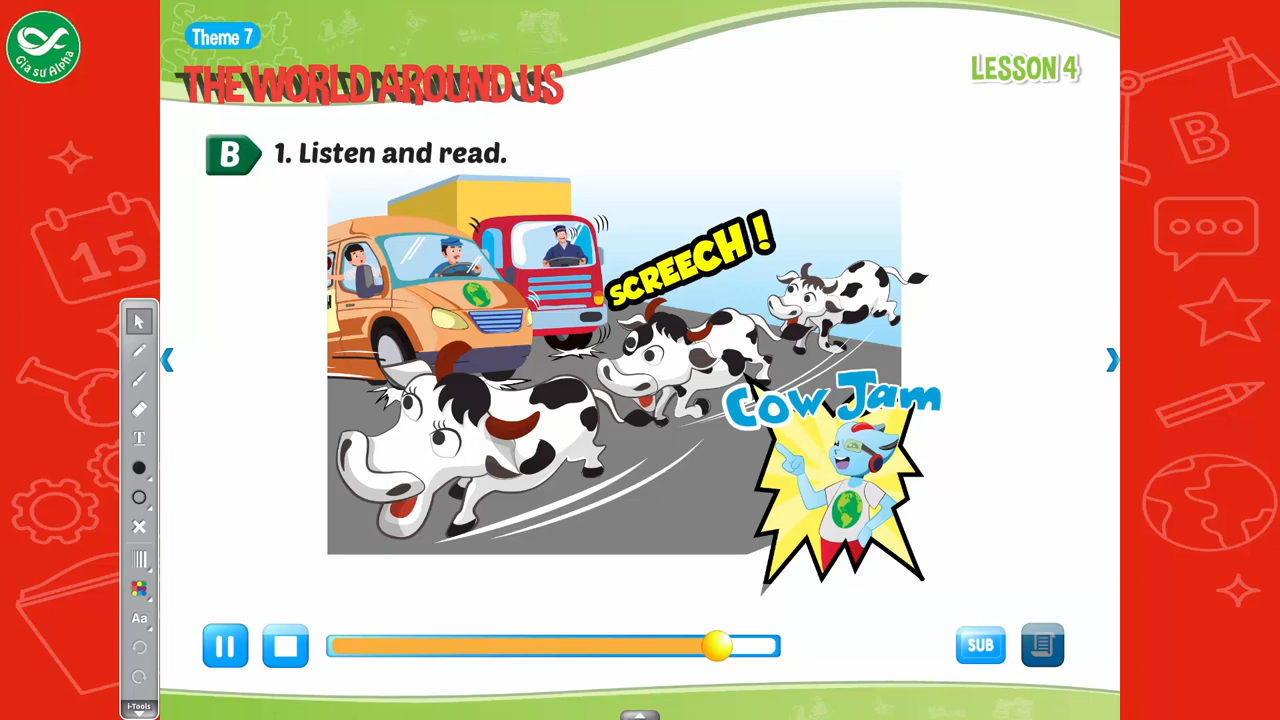 Gia sư Alpha
Theme 7
THE WORLD AROUND US
LESSON 4
B 1. Listen and read.
SCREECH!
Cow Jam
15
B
T
Aa
i-Tools
SUB